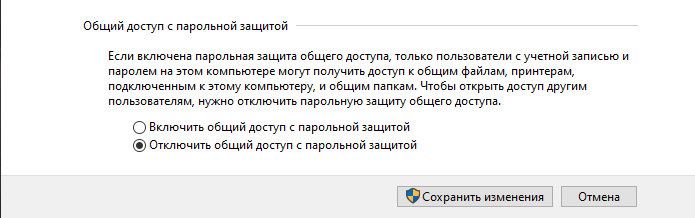 Общий доступ с парольной защитой
Если включена парольная защита общего доступа, только пользователи с учетной записью и
паролем на этом компьютере могут получить доступ к общим файлам, принтерам,
подключенным к этому компьютеру, и общим папкам. Чтобы открыть доступ другим
пользователям, нужно отключить парольную защиту общего доступа.
Включить общий доступ с парольной защитой
Отключить общий доступ с парольной защитой
Сохранить изменения
Отмена